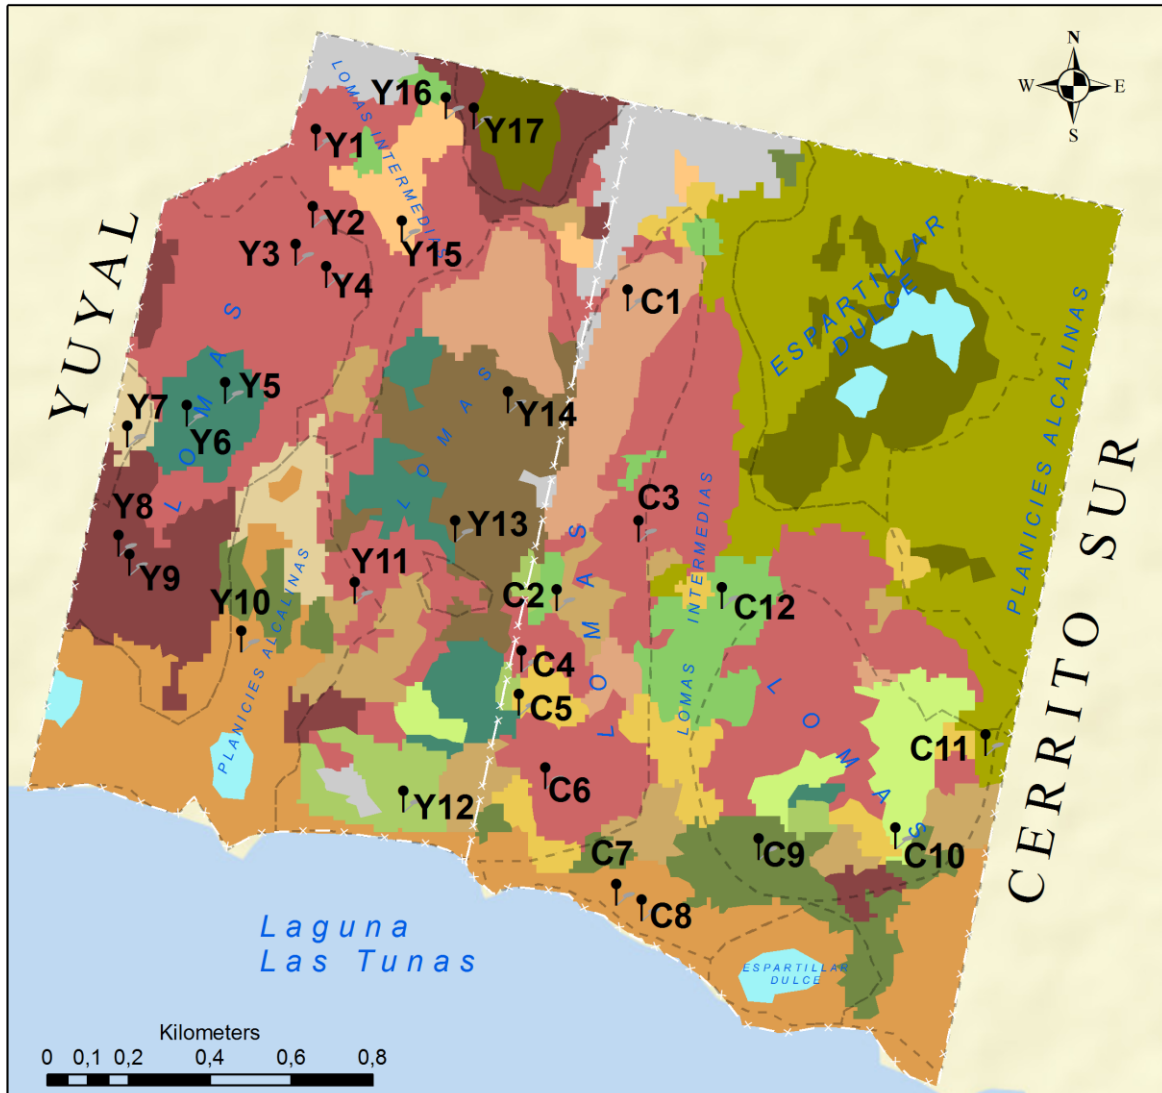 N
W E
S
LOMAS INTERMEDIAS
Y16
Y17
Y1
Y2
Y3
Y4
Y15
YUYAL
C1
ESPARTILLAR
DULCE
PLANICIES ALCALINAS
LOMAS
Y5
Y6
Y7
Y14
LOMAS
Y8
Y9
Y13
Y11
Y10
PLANICIES ALCALINAS
Y12
C3
C2
C12
C4
C5
LOMAS
LOMAS INTERMEDIAS
LOMAS
C6
C11
CERRITO SUR
C7
C8
C9
C10
Laguna
Las Tunas
ESPARTILLAR
DULCE
Kilometers
0 0,1 0,2 0,4 0,6 0,8